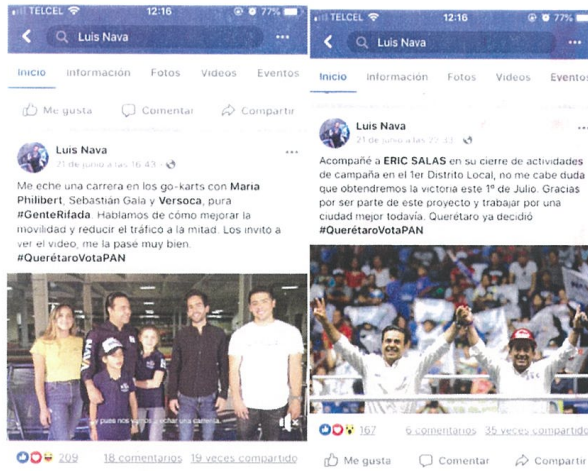 TELCEL 12:16 77%
Luis Nava
Inicio Información Fotos Videos Eventos
Me gusta Comentar Compartir
Luis Nava
21 de junio a las 16:43
Me eche una carrera en los go-karts con María
Philibert, Sebastián Gala y Versoca, pura
#GenteRifada. Hablamos de cómo mejorar la
movilidad y reducir el tráfico a la mitad. Los invito a
ver el video, me la pasé muy bien.
#QuerétaroVotaPAN
y pues nos vamos a echar una carrerita,
209 18 comentarios 19 veces compartido
TELCEL 12:16 77%
Luis Nava
Inicio Información Fotos Videos Eventos
Luis Nava
21 de junio a las
Acompañé a ERIC SALAS en su cierre de actividades
de campaña en el 1er Distrito Local, no me cabe duda
que obtendremos la victoria este 1º de Julio. Gracias
por ser parte de este proyecto y trabajar por una
ciudad mejor todavía. Querétaro ya decidió
#QuerétaroVotaPAN
167 6 comentarios 35 veces compartido
Me gusta Comentar Compartir